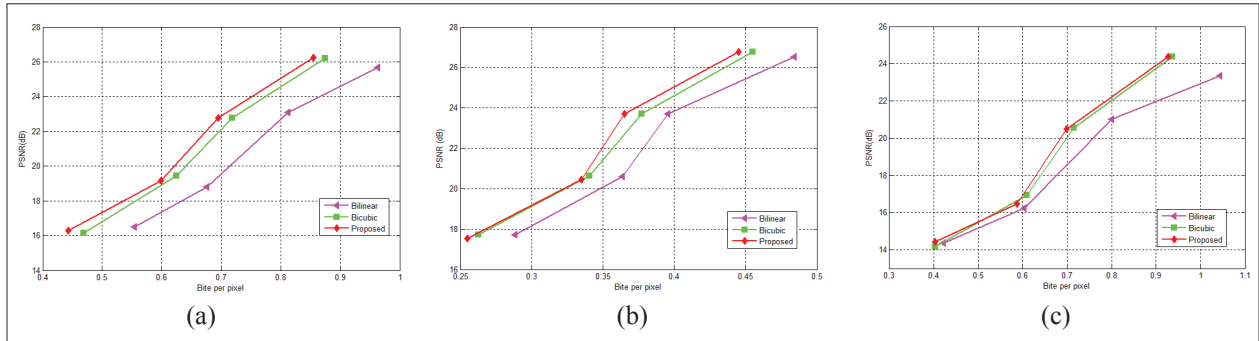 28
26
24
22
20
18
16
14
0.4
0.5
0.6
0.7
0.8
0.9
1
PSNR(dB)
Bite per pixel
Bilinear
Bicubic
Proposed
(a)
28
26
24
22
20
18
16
0.25
0.3
0.35
0.4
0.45
0.5
PSNR (dB)
Bite per pixel
Bilinear
Bicubic
Proposed
(b)
26
24
22
20
18
16
14
0.3
0.4
0.5
0.6
0.7
0.8
0.9
1
1.1
PSNR(dB)
Bite per pixel
Bilinear
Bicubic
Proposed
(c)